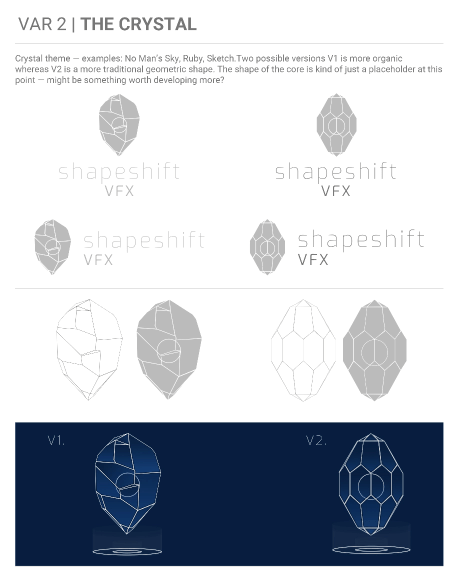 VAR 2 | THE CRYSTAL
Crystal theme — examples: No Man's Sky, Ruby, Sketch.Two possible versions V1 is more organic
whereas V2 is a more traditional geometric shape. The shape of the core is kind of just a placeholder at this
point — might be something worth developing more?
shapeshift
VFX
shapeshift
VFX
shapeshift
VFX
shapeshift
VFX
V1.
V2.